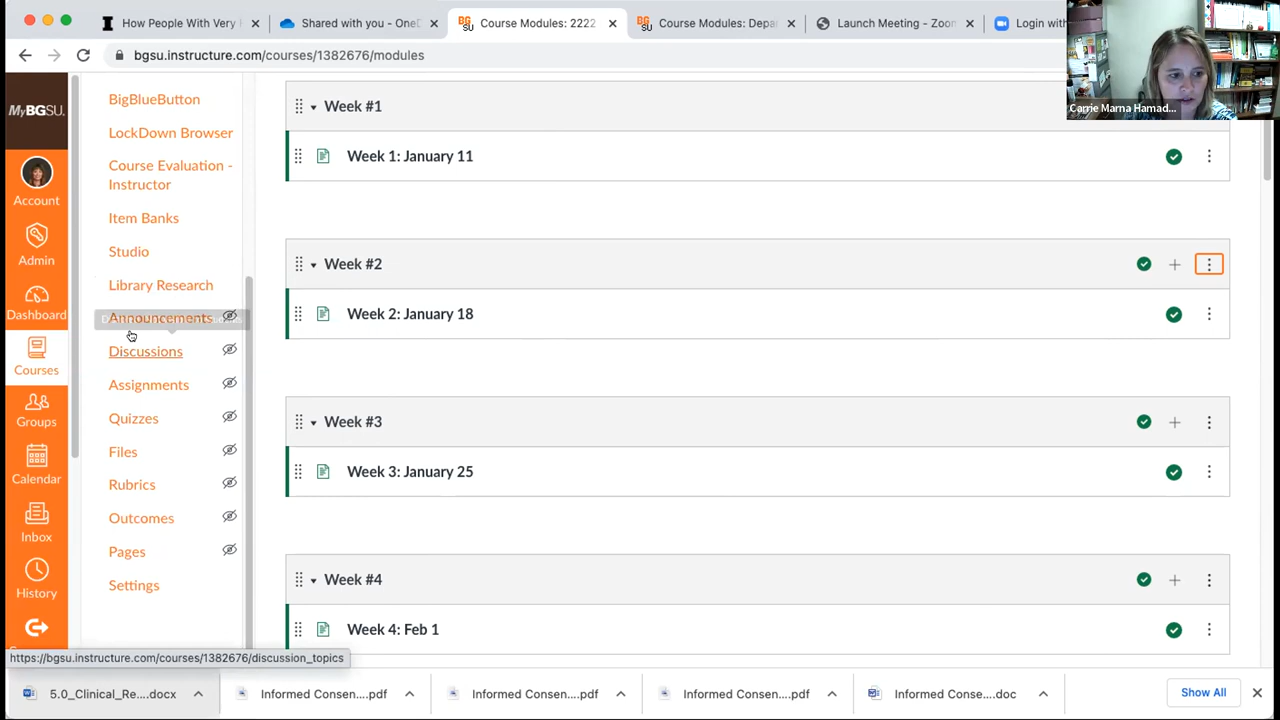 How People With Very
Shared with you - OneD
BG SU
Course Modules: 2222
BG SU
Course Modules: Depar
Launch Meeting - Zoom
Login with
bgsu.instructure.com/courses/1382676/modules
Carrie Marna Hamad...
MyBGSU.
Account
Admin
Dashboard
Courses
Groups
Calendar
Inbox
History
BigBlueButton
LockDown Browser
Course Evaluation -
Instructor
Item Banks
Studio
Library Research
Announcements
Discussions
Assignments
Quizzes
Files
Rubrics
Outcomes
Pages
Settings
Week #1
Week 1: January 11
Week #2
Week 2: January 18
Week #3
Week 3: January 25
Week #4
Week 4: Feb 1
https://bgsu.instructure.com/courses/1382676/discussion_topics
5.0_Clinical_Re....docx
Informed Consen....pdf
Informed Consen....pdf
Informed Consen....pdf
Informed Conse....doc
Show All